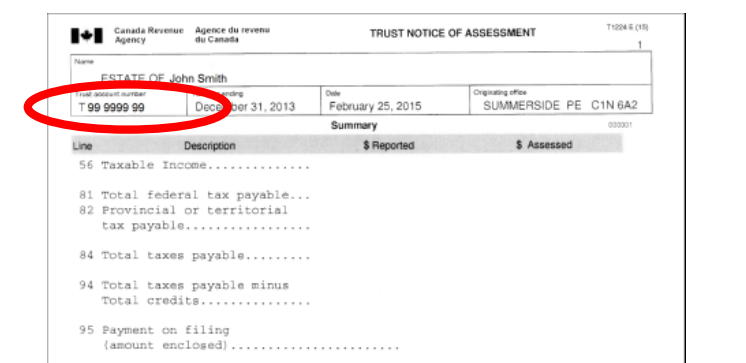 Canada Revenue Agence du revenu
Agency du Canada
TRUST NOTICE OF ASSESSMENT
T1224 E (15)
1
Name
ESTATE OF John Smith
Trust account number ending Date Originating office
T 99 9999 99 December 31, 2013 February 25, 2015 SUMMERSIDE PE C1N 6A2
Summary 000001
Line Description $ Reported $ Assessed
56 Taxable Income..............
81 Total federal tax payable...
82 Provincial or territorial
tax payable.................
84 Total taxes payable.........
94 Total taxes payable minus
Total credits...............
95 Payment on filing
(amount enclosed).......................